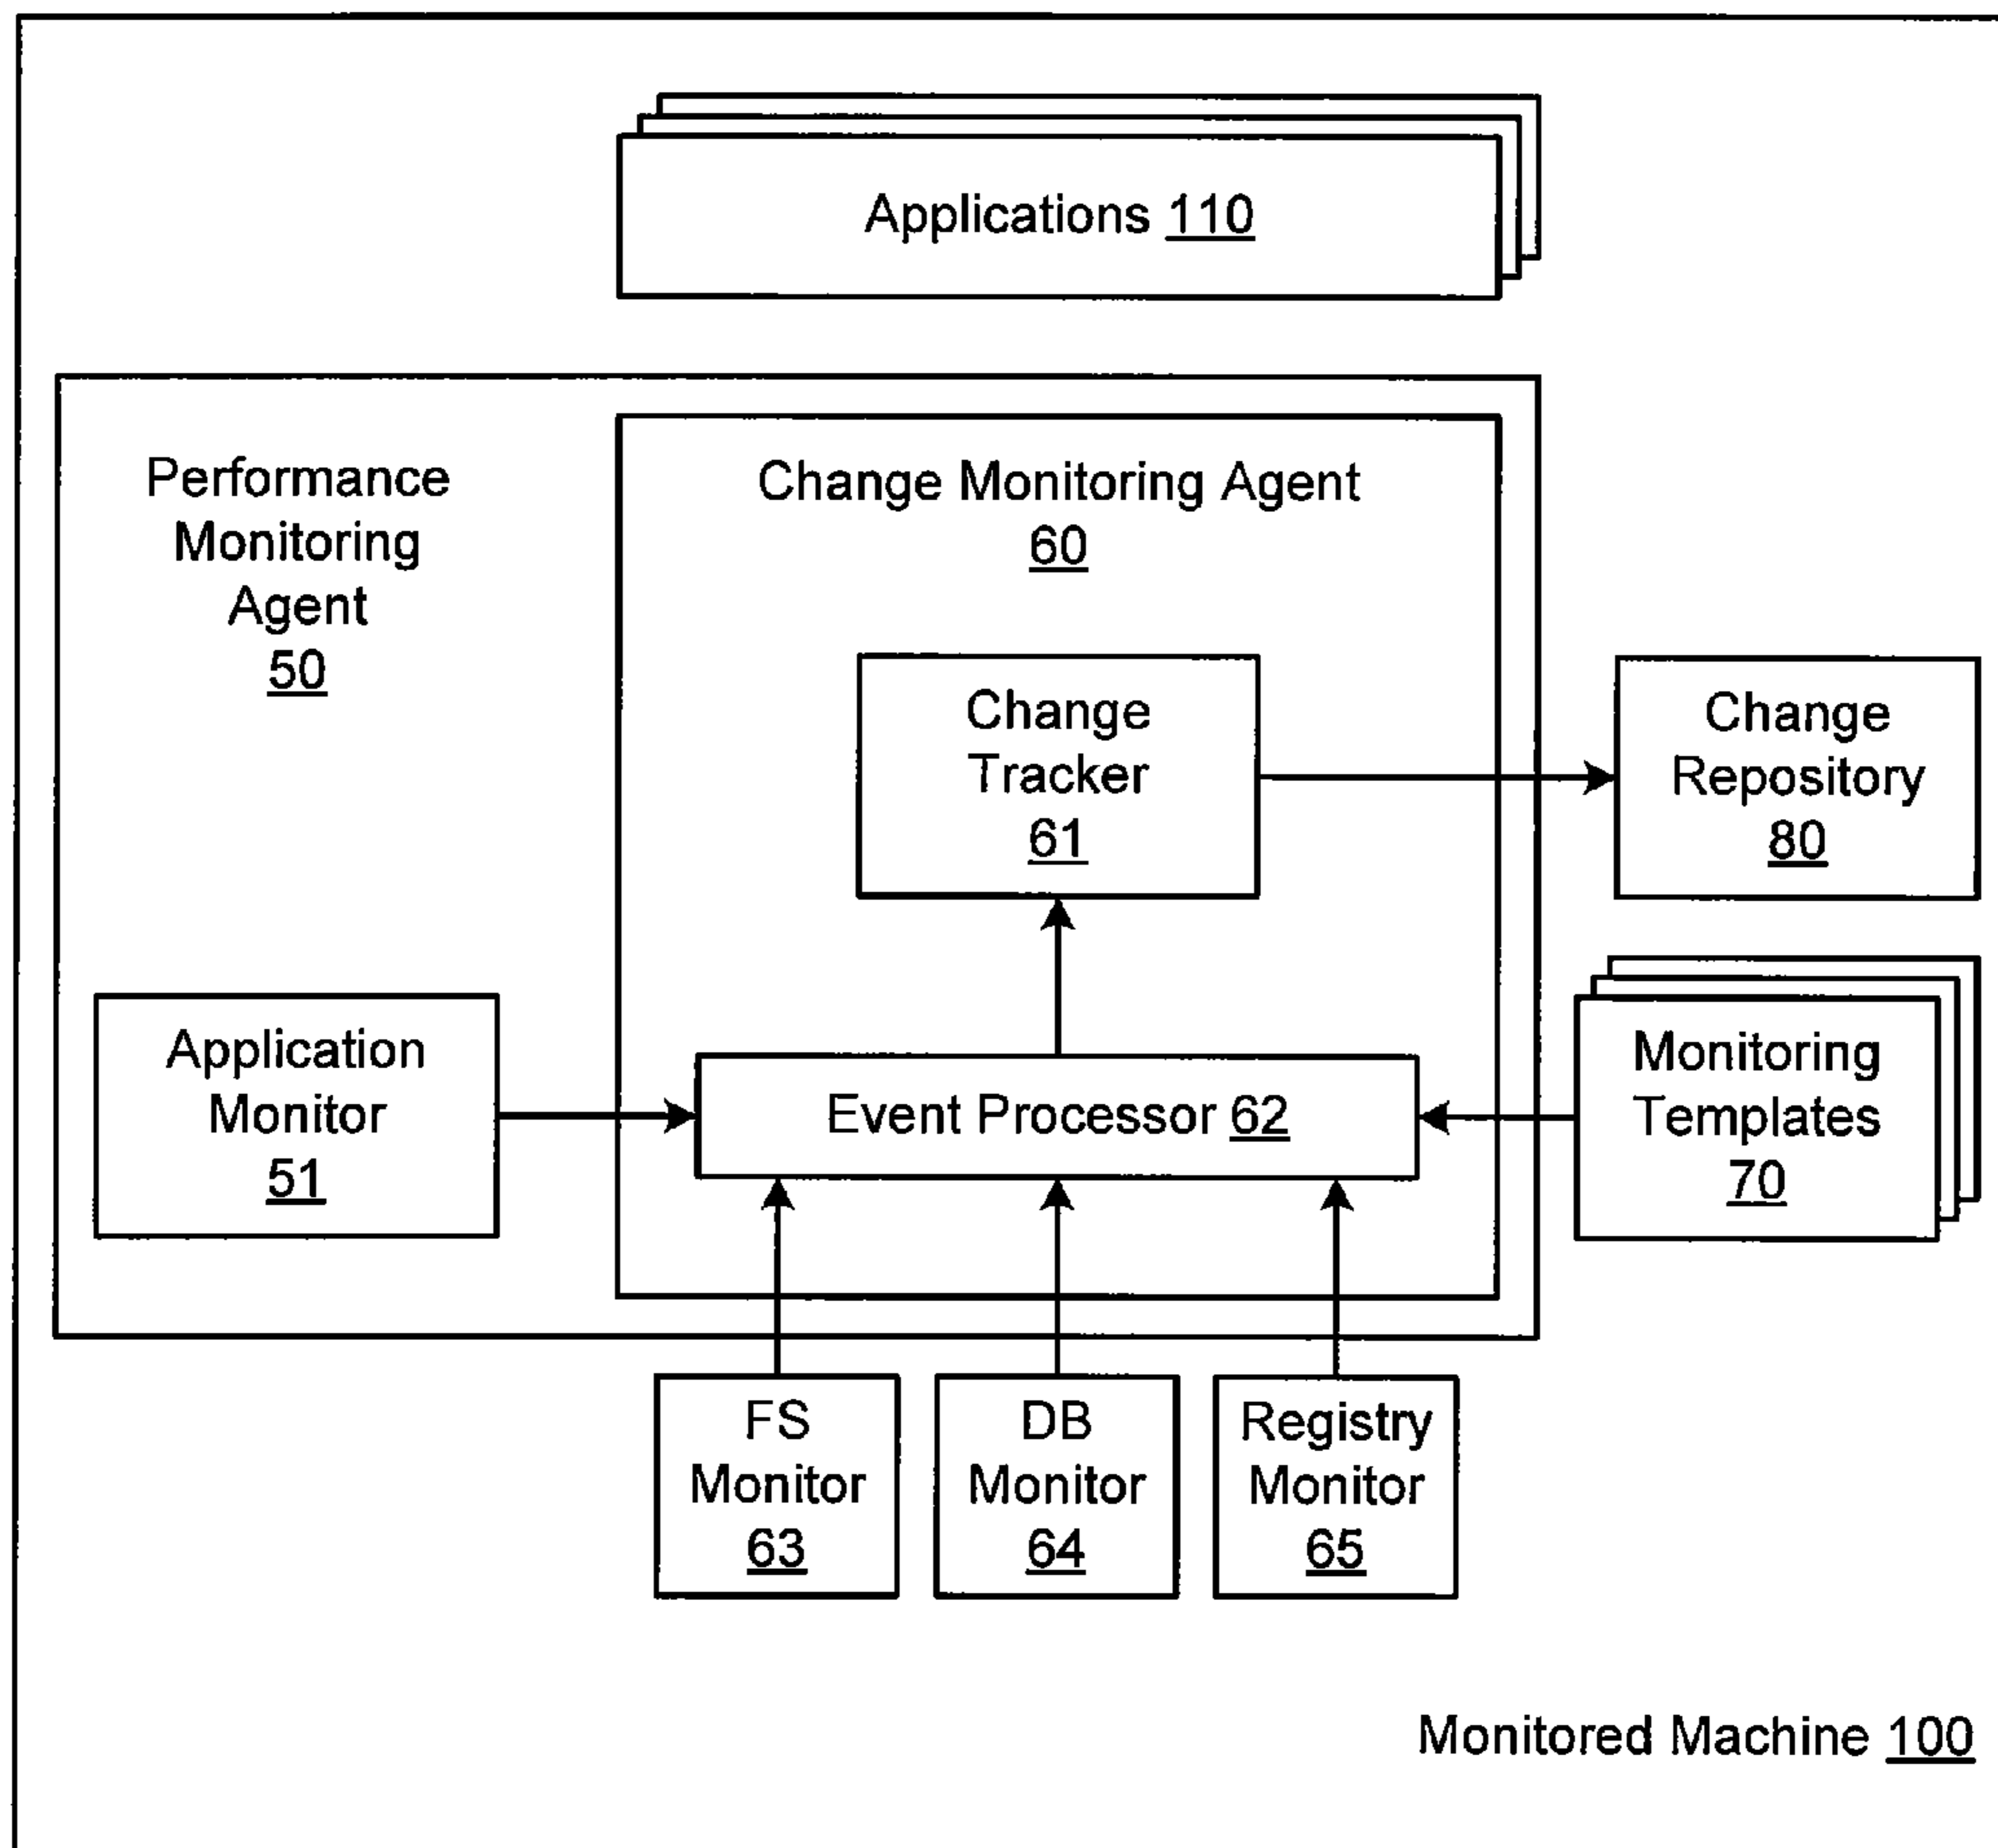 Applications 110
Performance
Monitoring
Agent
50
Change Monitoring Agent
60
Change
Tracker
61
Change
Repository
80
Application
Monitor
51
Event Processor 62
Monitoring
Templates
70
FS
Monitor
63
DB
Monitor
64
Registry
Monitor
65
Monitored Machine 100